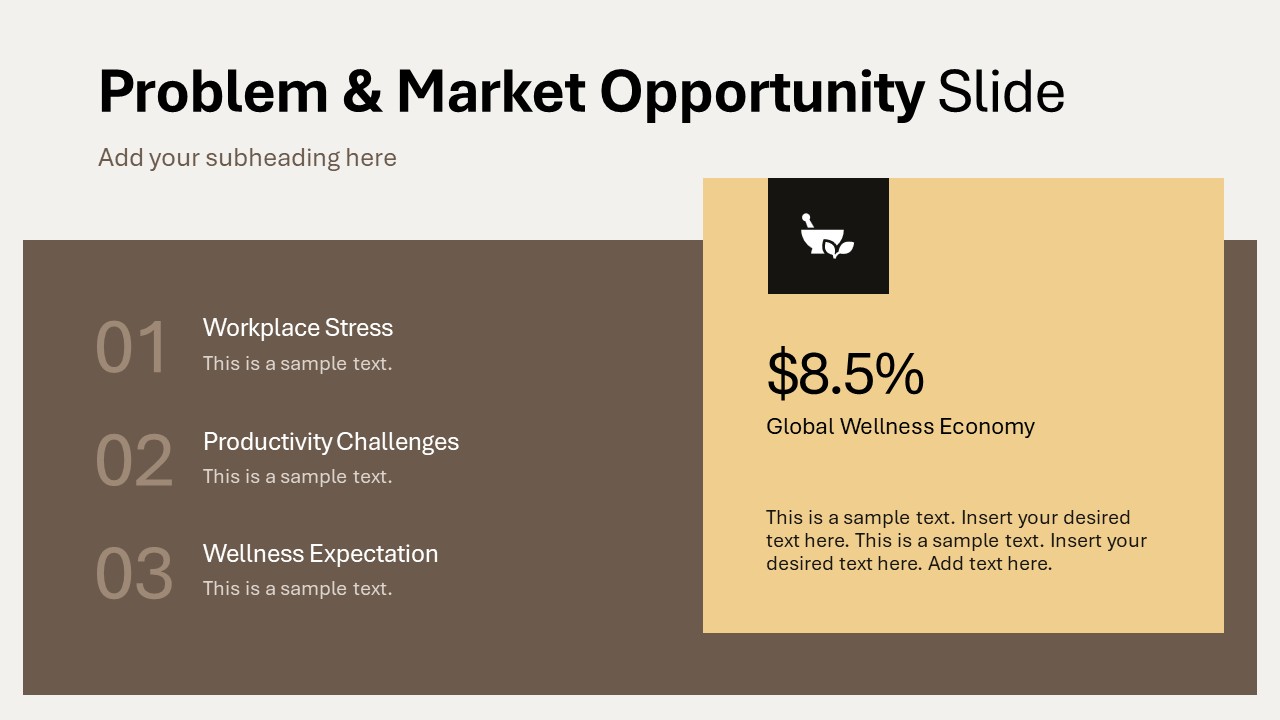 Problem & Market Opportunity Slide
Add your subheading here
01
Workplace Stress
This is a sample text.
02
Productivity Challenges
This is a sample text.
03
Wellness Expectation
This is a sample text.
$8.5%
Global Wellness Economy
This is a sample text. Insert your desired
text here. This is a sample text. Insert your
desired text here. Add text here.